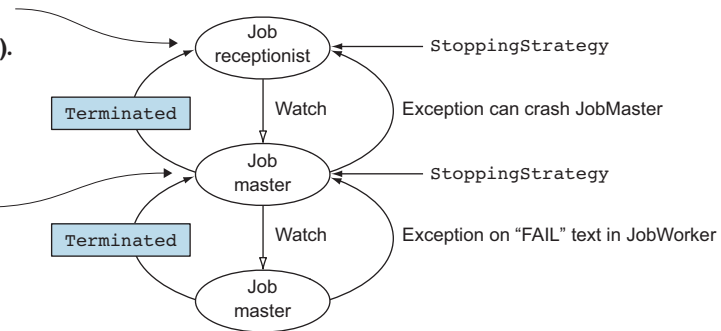 ).
Job
receptionist
StoppingStrategy
Terminated
Watch
Exception can crash JobMaster
Job
master
StoppingStrategy
Terminated
Watch
Exception on “FAIL” text in JobWorker
Job
master